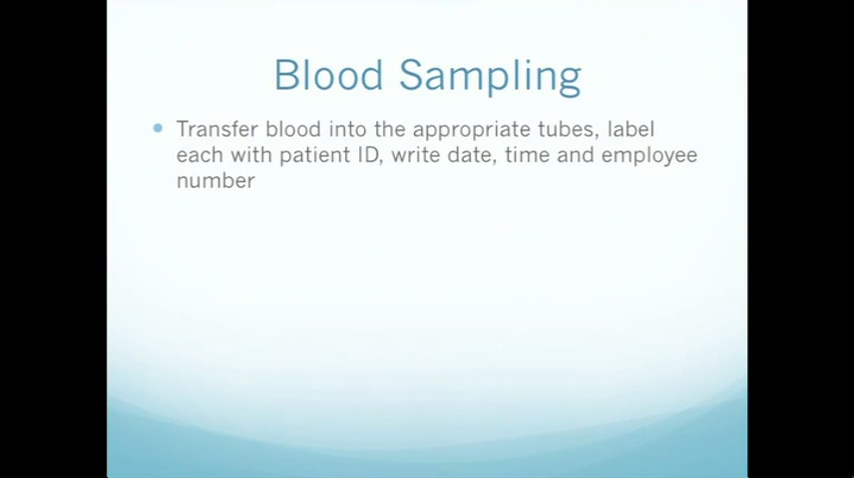 Blood Sampling
Transfer blood into the appropriate tubes, label
each with patient ID, write date, time and employee
number